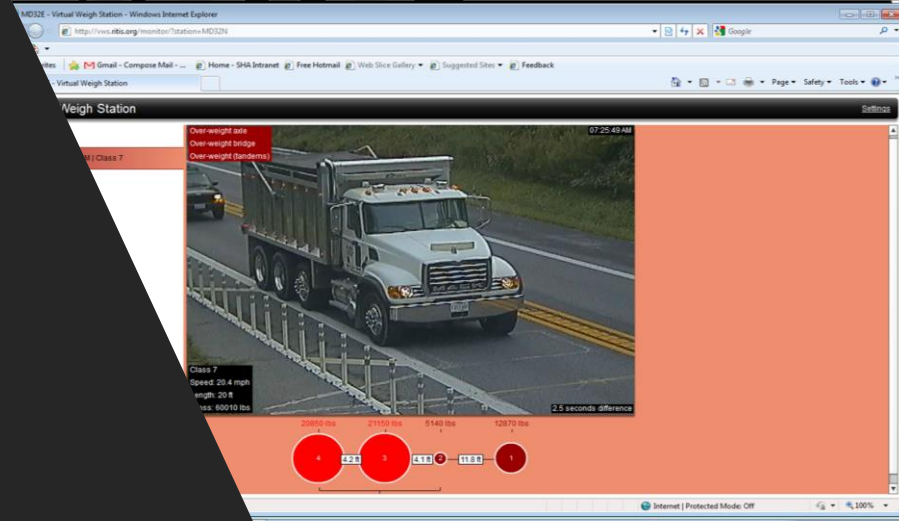 MD32E - Virtual Weigh Station - Windows Internet Explorer
http://vws.ritis.org/monitor/?station=MD32N
Google
Gmail - Compose Mail - ...
Home - SHA Intranet
Free Hotmail
Web Slice Gallery
Suggested Sites
Feedback
- Virtual Weigh Station
Page
Safety
Tools
Weigh Station
Settings
Over-weight axle
Over-weight bridge
Over-weight (tandems)
07:25:49 AM
M | Class 7
MACK
Class 7
Speed: 20.4 mph
Length: 20 ft
60010 lbs
2.5 seconds difference
20850 lbs 21150 lbs 5140 lbs 12870 lbs
4 4.2 ft 3 4.1 ft 2 11.8 ft 1
Internet | Protected Mode: Off
100%